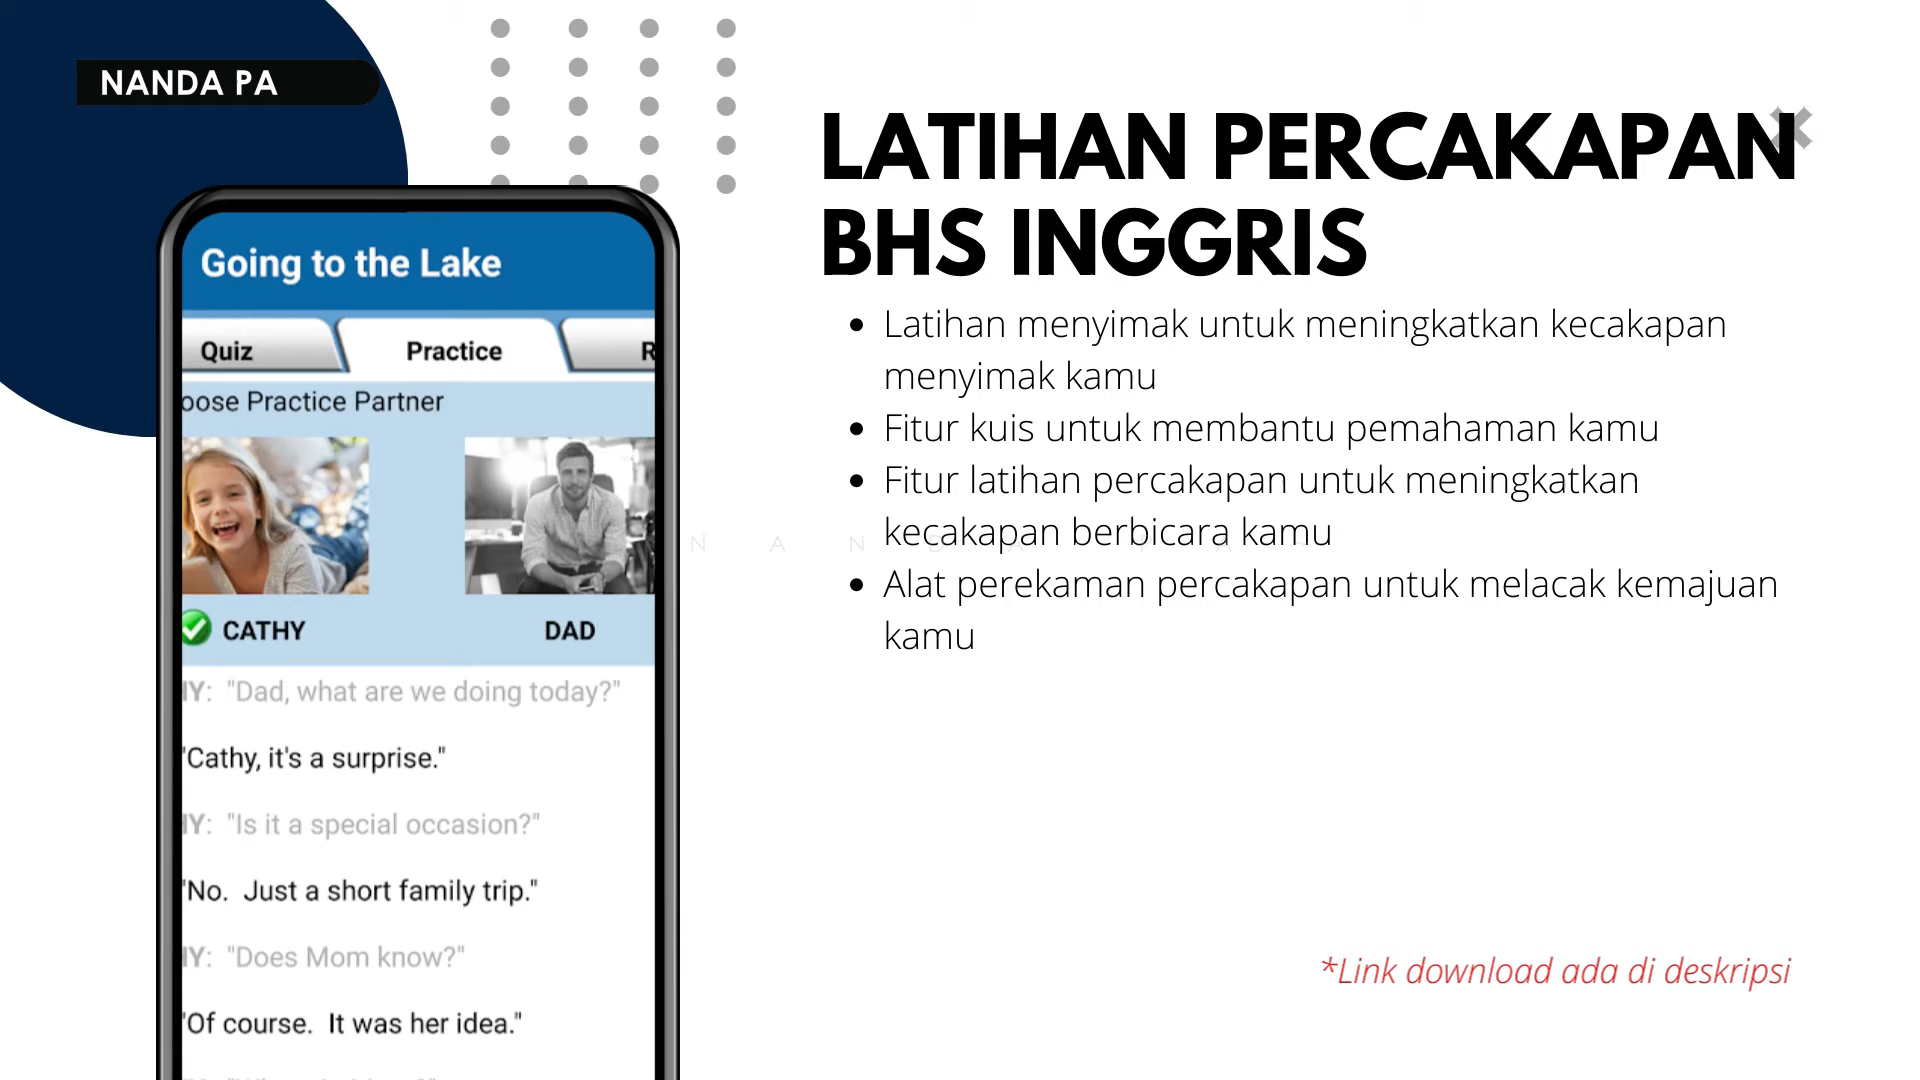 NANDA PA
LATIHAN PERCAKAPAN
BHS INGGRIS
Latihan menyimak untuk meningkatkan kecakapan
menyimak kamu
Fitur kuis untuk membantu pemahaman kamu
Fitur latihan percakapan untuk meningkatkan
kecakapan berbicara kamu
Alat perekaman percakapan untuk melacak kemajuan
kamu
*Link download ada di deskripsi
Going to the Lake
Quiz Practice
Practice Partner
CATHY DAD
"Dad, what are we doing today?"
"Cathy, it's a surprise."
"Is it a special occasion?"
"No. Just a short family trip."
"Does Mom know?"
"Of course. It was her idea."
NANDA PA